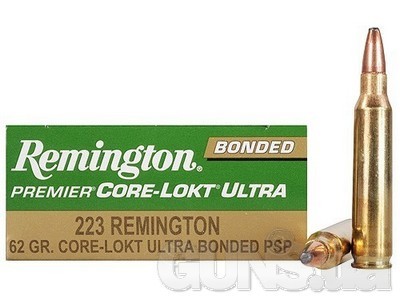 BONDED
Remington
PREMIER® CORE-LOKT® ULTRA
223 REMINGTON
62 GR. CORE-LOKT ULTRA BONDED PSP
GUNS.ua